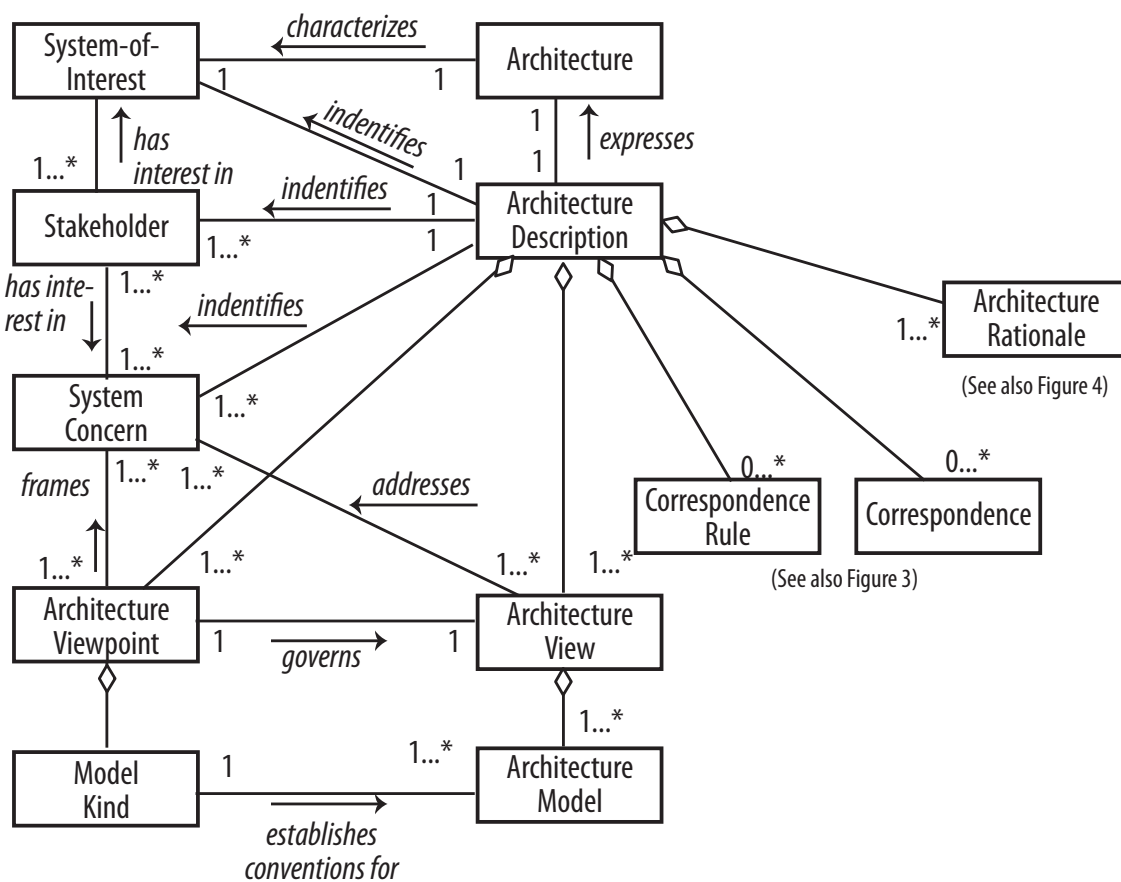 System-of-
Interest
characterizes
Architecture
1
1
indentifies
1
expresses
has
interest in
1...*
1
1
Stakeholder
indentifies
1
Architecture
Description
1...*
1
1...*
has inte-
rest in
indentifies
Architecture
Rationale
1...*
(See also Figure 4)
1...*
System
Concern
1...*
1...*
1...*
frames
addresses
0...*
0...*
Correspondence
Rule
Correspondence
(See also Figure 3)
1...*
1...*
1...*
1...*
Architecture
Viewpoint
1
governs
1
Architecture
View
1...*
Model
Kind
1
1...*
Architecture
Model
establishes
conventions for